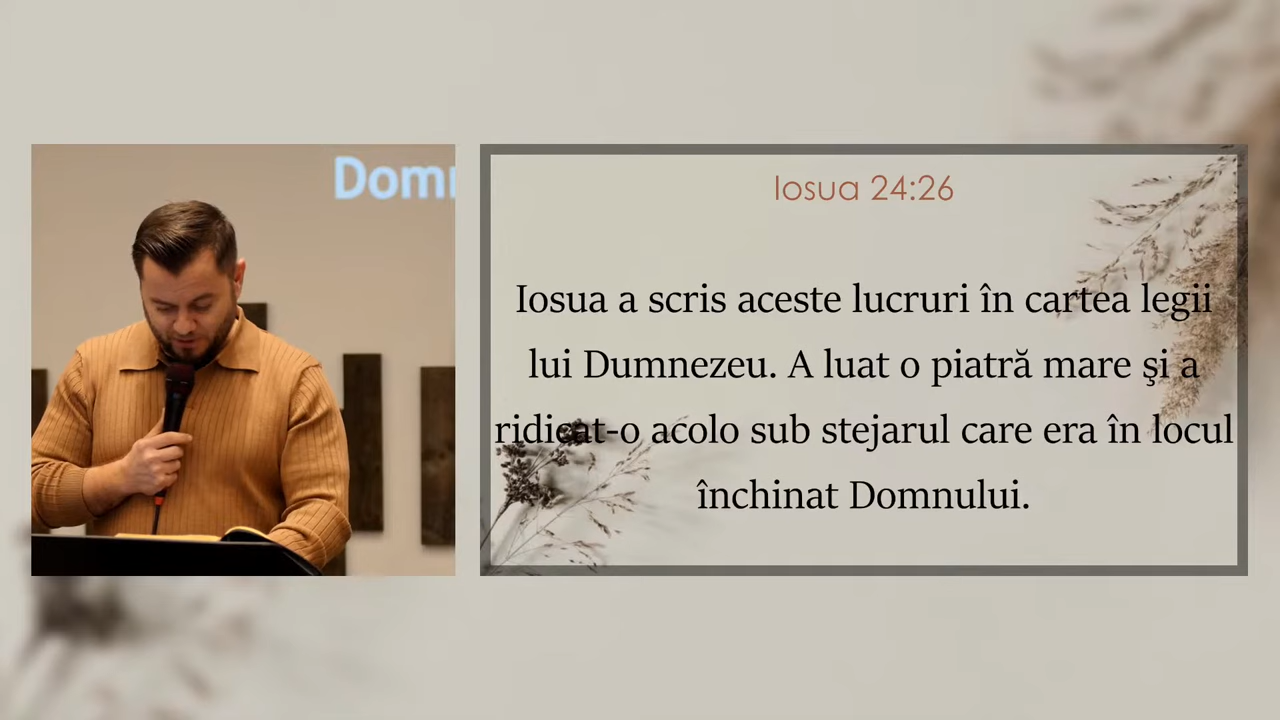 Dom
Iosua 24:26
Iosua a scris aceste lucruri în cartea legii
lui Dumnezeu. A luat o piatră mare şi a
ridicat-o acolo sub stejarul care era în locul
închinat Domnului.